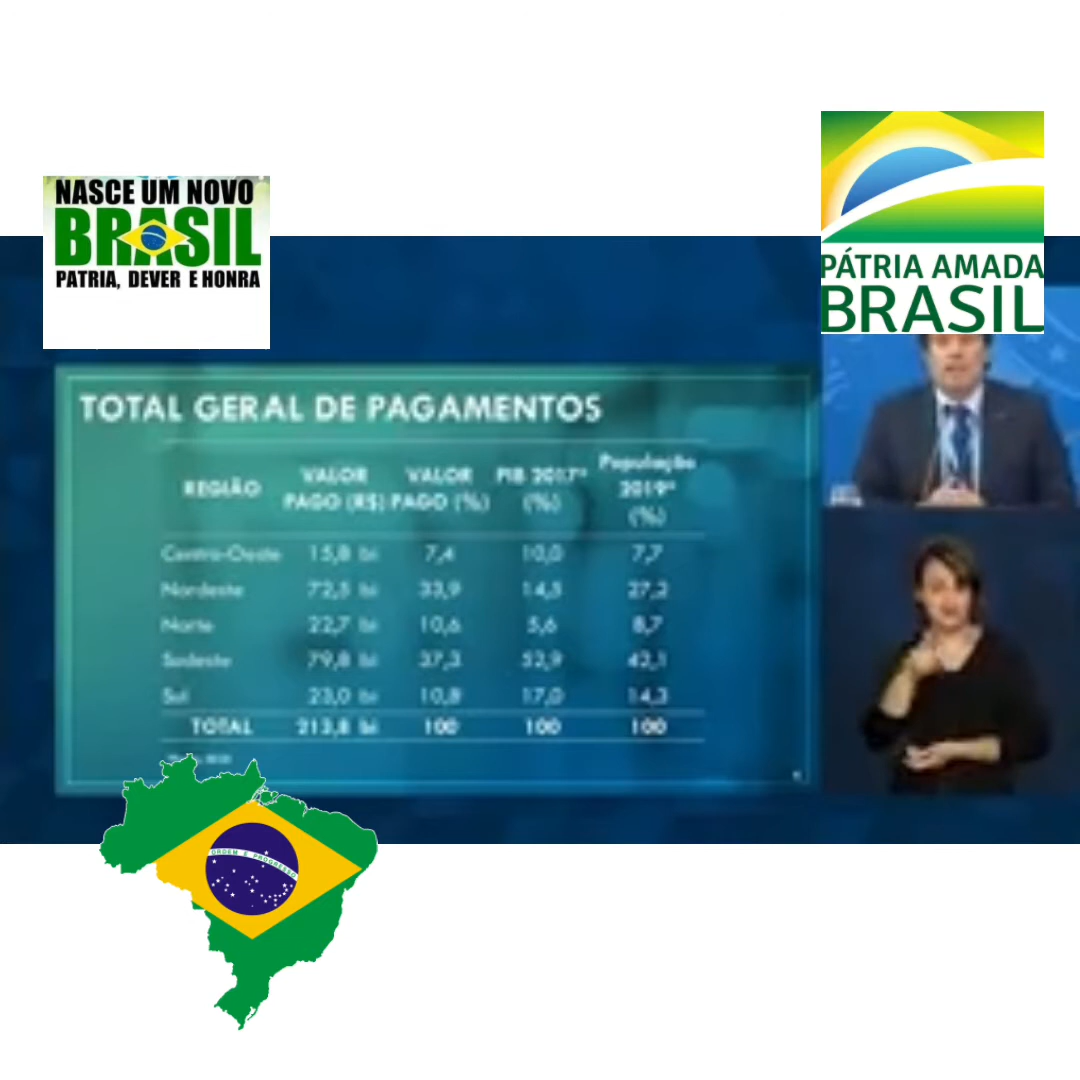 NASCE UM NOVO
BRASIL
PATRIA, DEVER E HONRA
PÁTRIA AMADA
BRASIL
TOTAL GERAL DE PAGAMENTOS
REGIÃO VALOR PAGO (R$) VALOR PAGO (%) PIB 2017* (%) População 2019* (%)
Centro-Oeste 15,8 bi 7,4 10,0 7,7
Nordeste 72,5 bi 33,9 14,5 27,2
Norte 22,7 bi 10,6 5,6 8,7
Sudeste 79,8 bi 37,3 52,9 42,1
Sul 23,0 bi 10,8 17,0 14,3
TOTAL 213,8 bi 100 100 100
ORDEM E PROGRESSO